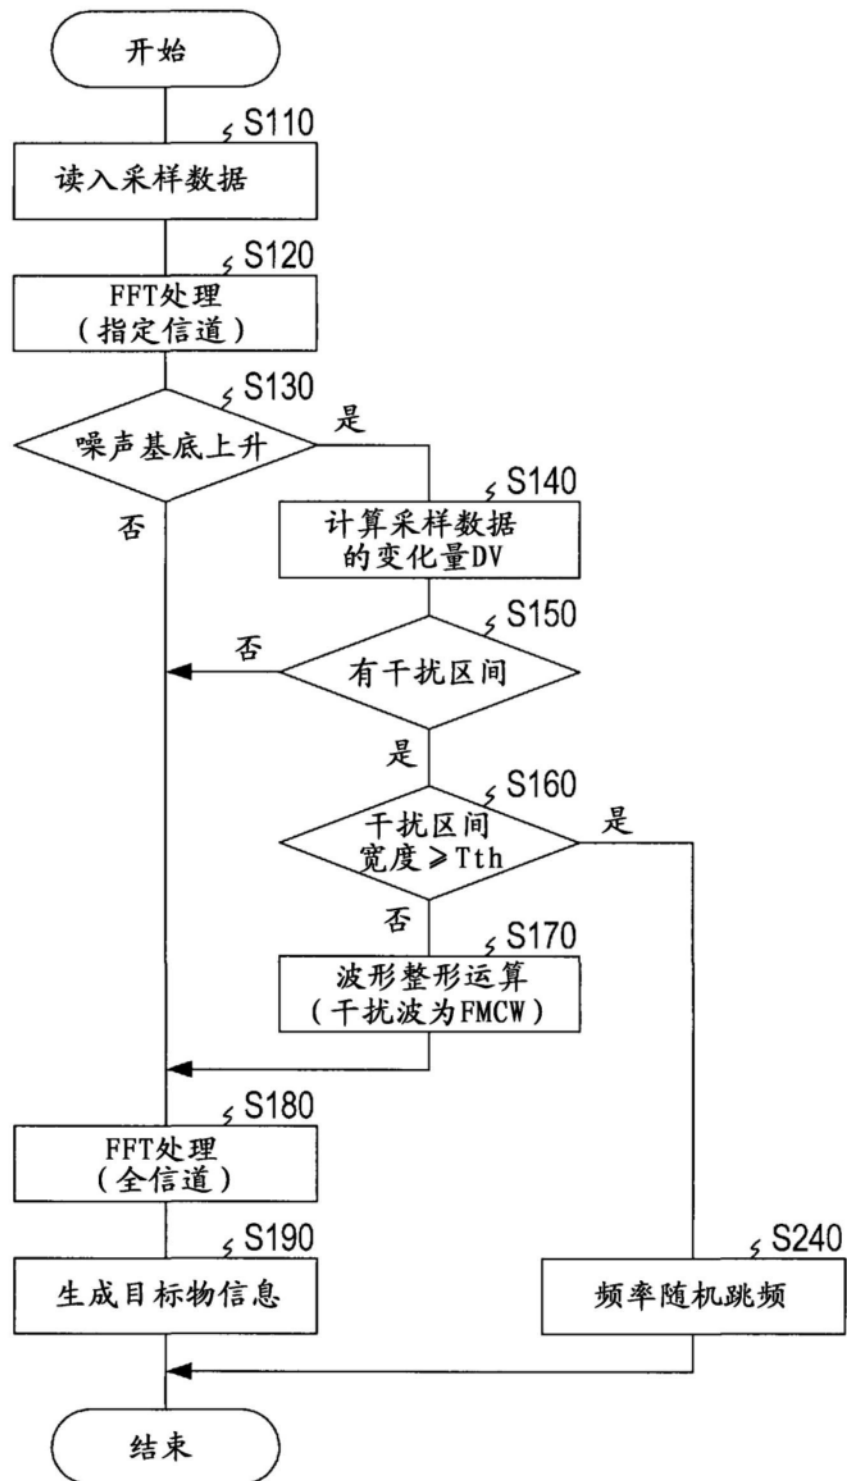 开始
S110
读入采样数据
S120
FFT处理
(指定信道)
S130
噪声基底上升
是
否
S140
计算采样数据
的变化量DV
S150
否
有干扰区间
是
S160
干扰区间
宽度≥Tth
是
否
S170
波形整形运算
(干扰波为FMCW)
S180
FFT处理
(全信道)
S190
生成目标物信息
S240
频率随机跳频
结束